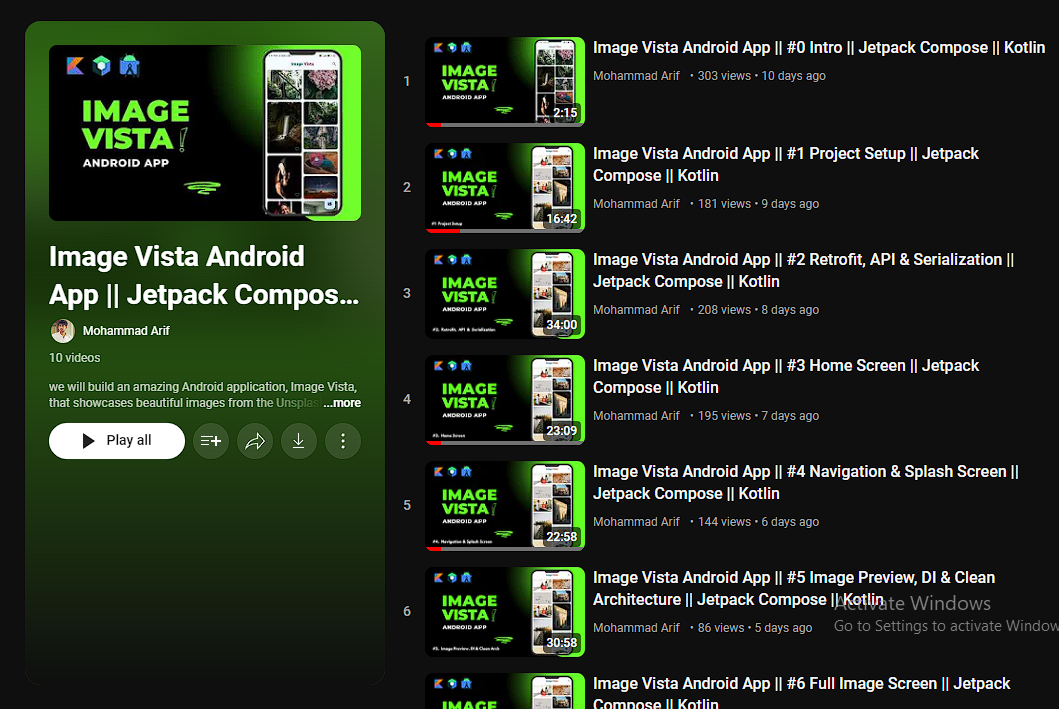 IMAGE
VISTA!
ANDROID APP
Image Vista Android
App || Jetpack Compos...
Mohammad Arif
10 videos
we will build an amazing Android application, Image Vista,
that showcases beautiful images from the Unsplas ...more
Play all
1
IMAGE
VISTA!
ANDROID APP
2:15
Image Vista Android App || #0 Intro || Jetpack Compose || Kotlin
Mohammad Arif • 303 views • 10 days ago
2
IMAGE
VISTA!
ANDROID APP
#1 Project Setup
16:42
Image Vista Android App || #1 Project Setup || Jetpack
Compose || Kotlin
Mohammad Arif • 181 views • 9 days ago
3
IMAGE
VISTA!
ANDROID APP
#2. Retrofit, API & Serialization
34:00
Image Vista Android App || #2 Retrofit, API & Serialization ||
Jetpack Compose || Kotlin
Mohammad Arif • 208 views • 8 days ago
4
IMAGE
VISTA!
ANDROID APP
#3. Home Screen
23:09
Image Vista Android App || #3 Home Screen || Jetpack
Compose || Kotlin
Mohammad Arif • 195 views • 7 days ago
5
IMAGE
VISTA!
ANDROID APP
#4. Navigation & Splash Screen
22:58
Image Vista Android App || #4 Navigation & Splash Screen ||
Jetpack Compose || Kotlin
Mohammad Arif • 144 views • 6 days ago
6
IMAGE
VISTA!
ANDROID APP
#5. Image Preview, DI & Clean Arch
30:58
Image Vista Android App || #5 Image Preview, DI & Clean
Architecture || Jetpack Compose || Kotlin
Mohammad Arif • 86 views • 5 days ago
Activate Windows
Go to Settings to activate Window
IMAGE
Image Vista Android App || #6 Full Image Screen || Jetpack
Compose || Kotlin